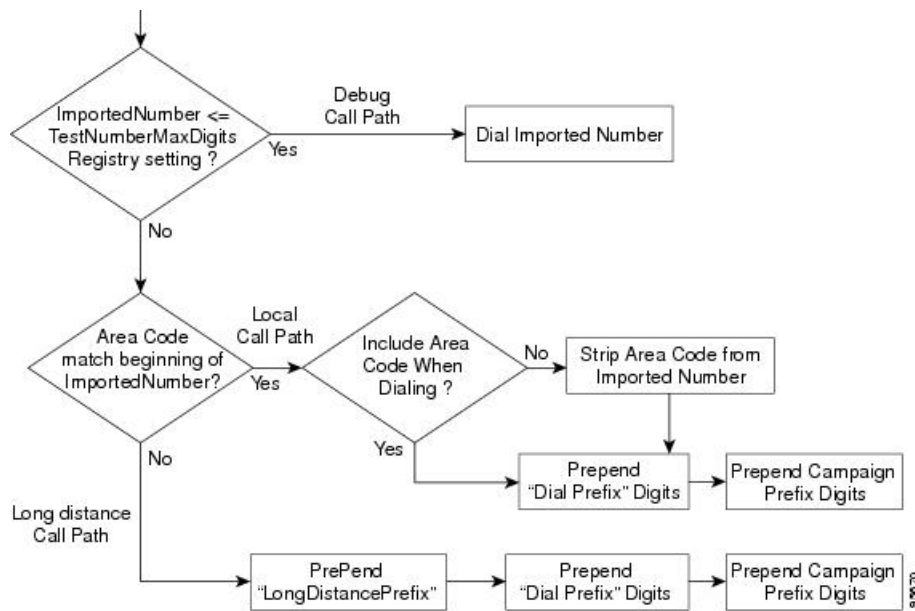 ImportedNumber <=
TestNumberMaxDigits
Registry setting ?
Debug
Call Path
Yes
Dial Imported Number
No
Area Code
match beginning of
ImportedNumber?
Local
Call Path
Yes
Include Area
Code When
Dialing ?
No
Strip Area Code from
Imported Number
Yes
Prepend
“Dial Prefix” Digits
Prepend Campaign
Prefix Digits
No
Long distance
Call Path
PrePend
“LongDistancePrefix”
Prepend
“Dial Prefix” Digits
Prepend Campaign
Prefix Digits